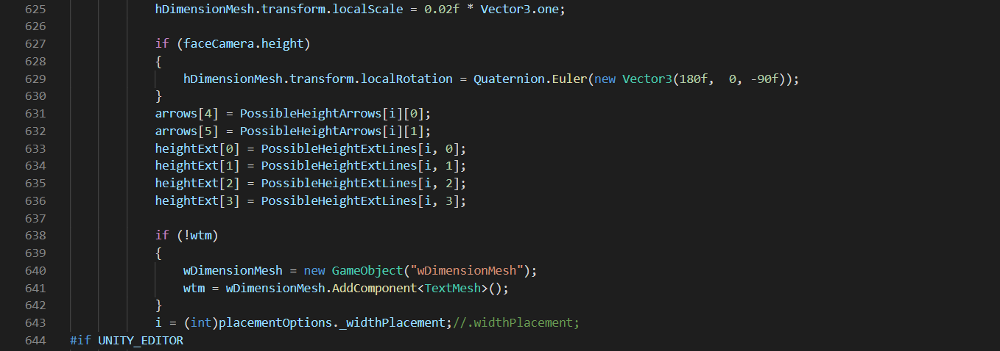 625 hDimensionMesh.transform.localScale = 0.02f * Vector3.one;
626
627 if (faceCamera.height)
628 {
629 hDimensionMesh.transform.localRotation = Quaternion.Euler(new Vector3(180f,  0, -90f));
630 }
631 arrows[4] = PossibleHeightArrows[i][0];
632 arrows[5] = PossibleHeightArrows[i][1];
633 heightExt[0] = PossibleHeightExtLines[i, 0];
634 heightExt[1] = PossibleHeightExtLines[i, 1];
635 heightExt[2] = PossibleHeightExtLines[i, 2];
636 heightExt[3] = PossibleHeightExtLines[i, 3];
637
638 if (!wtm)
639 {
640 wDimensionMesh = new GameObject("wDimensionMesh");
641 wtm = wDimensionMesh.AddComponent<TextMesh>();
642 }
643 i = (int)placementOptions._widthPlacement;//.widthPlacement;
644 #if UNITY_EDITOR